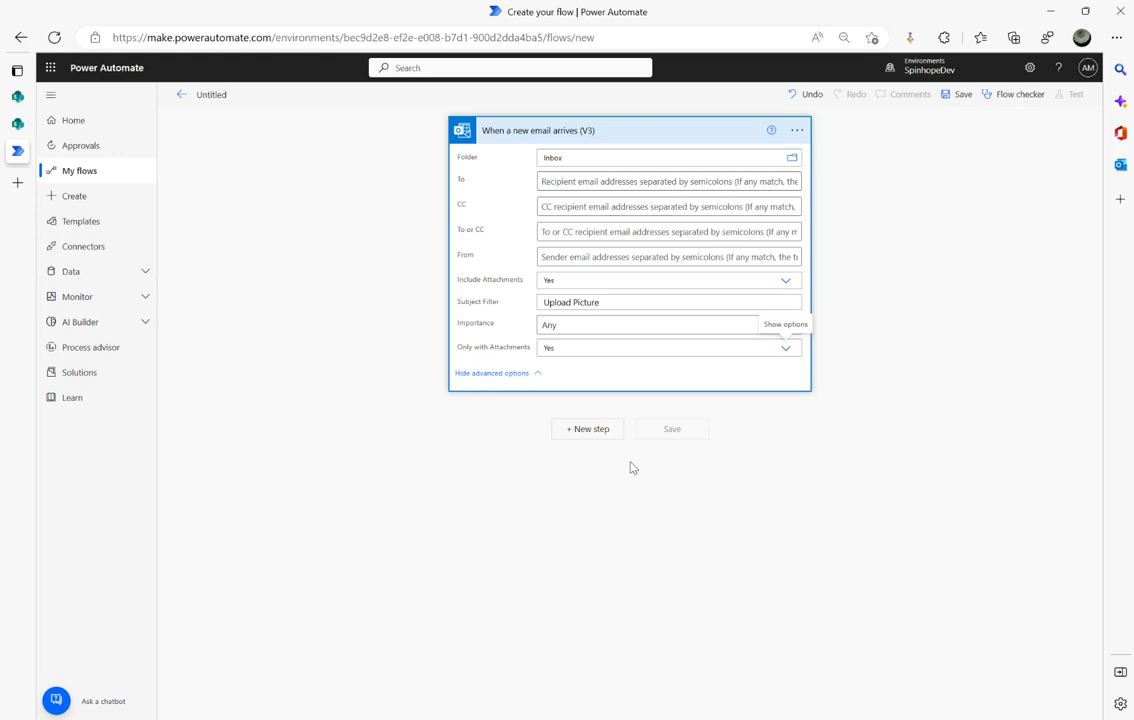 Create your flow | Power Automate
https://make.powerautomate.com/environments/bec9d2e8-ef2e-e008-b7d1-900d2dda4ba5/flows/new
Power Automate
Search
Environments
SpinhopeDev
AM
Untitled
Undo
Redo
Comments
Save
Flow checker
Test
Home
Approvals
My flows
Create
Templates
Connectors
Data
Monitor
AI Builder
Process advisor
Solutions
Learn
When a new email arrives (V3)
Folder
Inbox
To
Recipient email addresses separated by semicolons (If any match, the
CC
CC recipient email addresses separated by semicolons (If any match,
To or CC
To or CC recipient email addresses separated by semicolons (If any m
From
Sender email addresses separated by semicolons (If any match, the t
Include Attachments
Yes
Subject Filter
Upload Picture
Importance
Any
Show options
Only with Attachments
Yes
Hide advanced options
+ New step
Save
Ask a chatbot